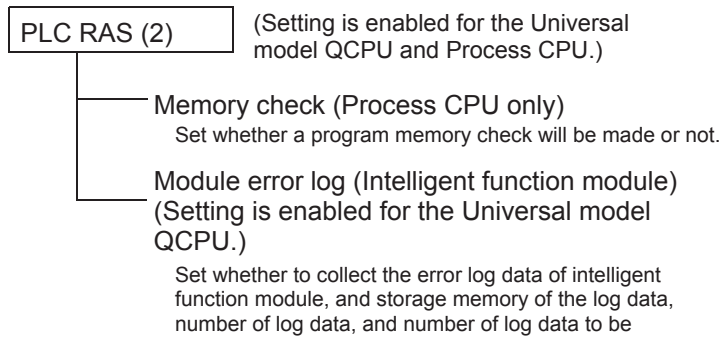 PLC RAS (2)
(Setting is enabled for the Universal
model QCPU and Process CPU.)
Memory check (Process CPU only)
Set whether a program memory check will be made or not.
Module error log (Intelligent function module)
(Setting is enabled for the Universal model
QCPU.)
Set whether to collect the error log data of intelligent
function module, and storage memory of the log data,
number of log data, and number of log data to be